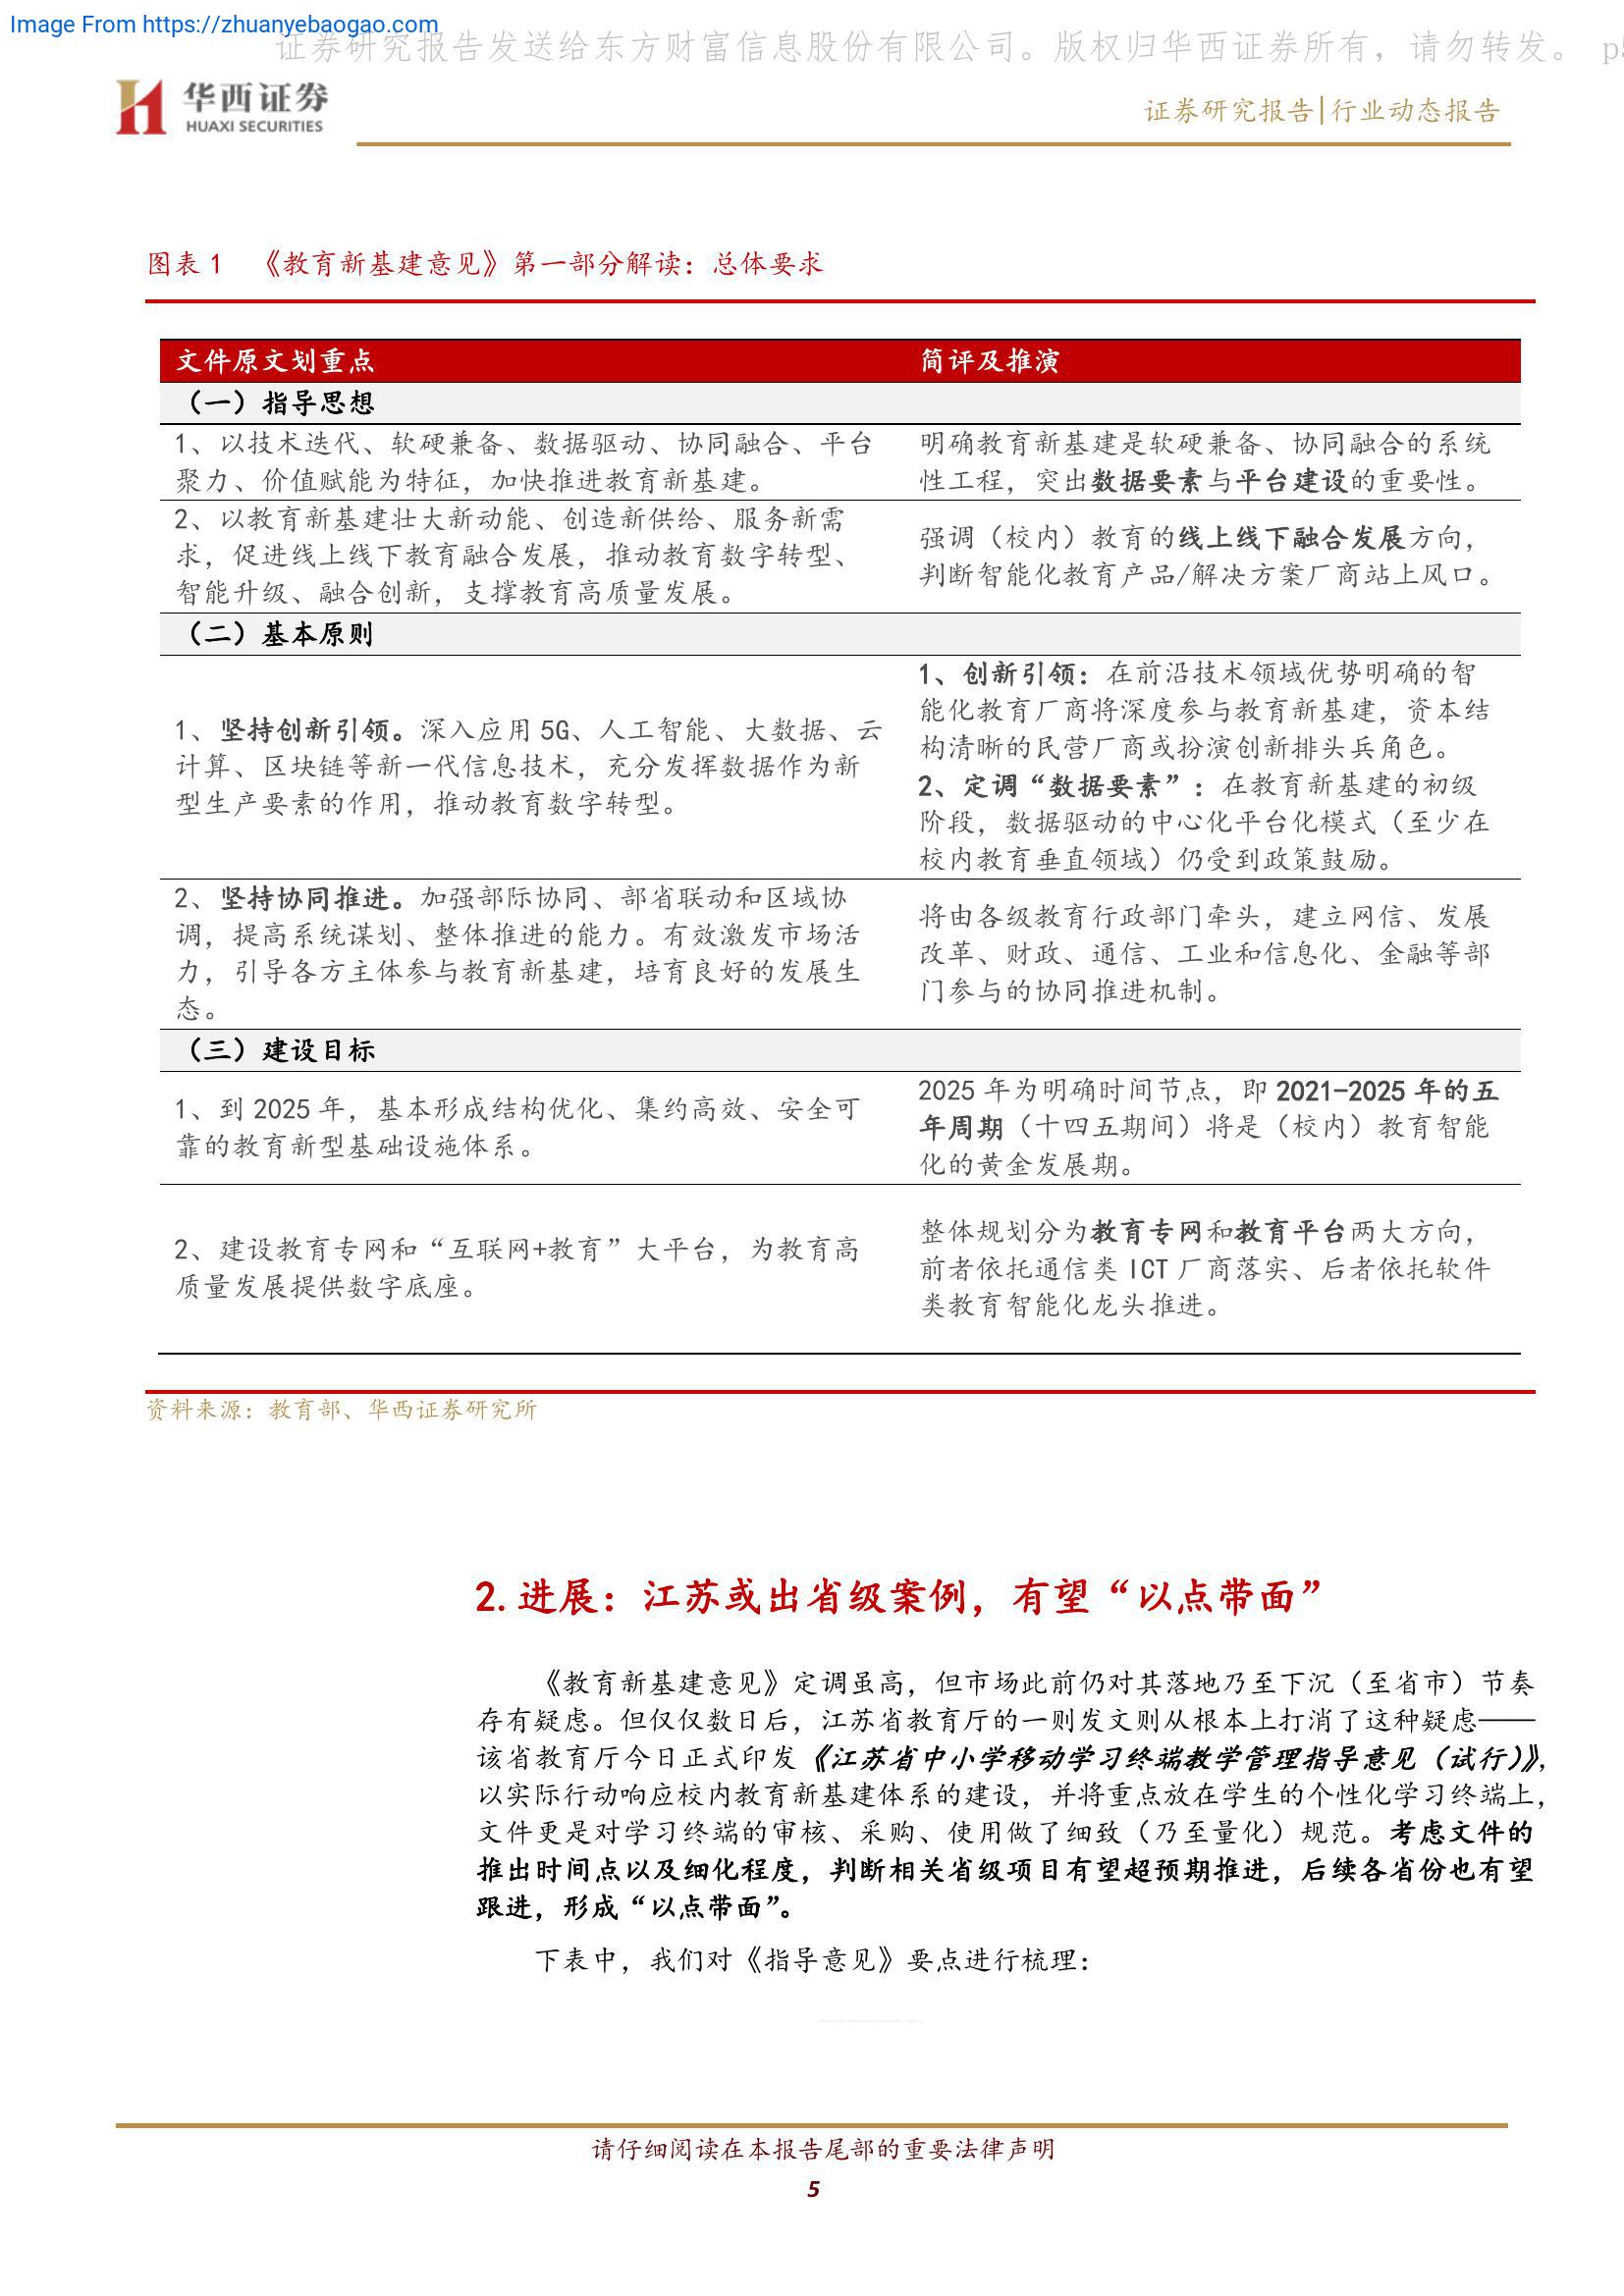 Image From https://zhuanyebaogao.com
证券研究报告发送给东方财富信息股份有限公司。版权归华西证券所有，请勿转发。 p
华西证券
HUAXI SECURITIES
证券研究报告|行业动态报告
图表 1 《教育新基建意见》第一部分解读：总体要求
文件原文划重点 简评及推演
（一）指导思想
1、以技术迭代、软硬兼备、数据驱动、协同融合、平台
聚力、价值赋能为特征，加快推进教育新基建。
明确教育新基建是软硬兼备、协同融合的系统
性工程，突出数据要素与平台建设的重要性。
2、以教育新基建壮大新动能、创造新供给、服务新需
求，促进线上线下教育融合发展，推动教育数字转型、
智能升级、融合创新，支撑教育高质量发展。
强调（校内）教育的线上线下融合发展方向，
判断智能化教育产品/解决方案厂商站上风口。
（二）基本原则
1、坚持创新引领。深入应用 5G、人工智能、大数据、云
计算、区块链等新一代信息技术，充分发挥数据作为新
型生产要素的作用，推动教育数字转型。
1、创新引领：在前沿技术领域优势明确的智
能化教育厂商将深度参与教育新基建，资本结
构清晰的民营厂商或扮演创新排头兵角色。
2、定调“数据要素”：在教育新基建的初级
阶段，数据驱动的中心化平台化模式（至少在
校内教育垂直领域）仍受到政策鼓励。
2、坚持协同推进。加强部际协同、部省联动和区域协
调，提高系统谋划、整体推进的能力。有效激发市场活
力，引导各方主体参与教育新基建，培育良好的发展生
态。
将由各级教育行政部门牵头，建立网信、发展
改革、财政、通信、工业和信息化、金融等部
门参与的协同推进机制。
（三）建设目标
1、到 2025 年，基本形成结构优化、集约高效、安全可
靠的教育新型基础设施体系。
2025 年为明确时间节点，即 2021-2025 年的五
年周期（十四五期间）将是（校内）教育智能
化的黄金发展期。
2、建设教育专网和“互联网+教育”大平台，为教育高
质量发展提供数字底座。
整体规划分为教育专网和教育平台两大方向，
前者依托通信类 ICT 厂商落实、后者依托软件
类教育智能化龙头推进。
资料来源：教育部、华西证券研究所
2. 进展：江苏或出省级案例，有望“以点带面”
《教育新基建意见》定调虽高，但市场此前仍对其落地乃至下沉（至省市）节奏
存有疑虑。但仅仅数日后，江苏省教育厅的一则发文则从根本上打消了这种疑虑——
该省教育厅今日正式印发《江苏省中小学移动学习终端教学管理指导意见（试行）》，
以实际行动响应校内教育新基建体系的建设，并将重点放在学生的个性化学习终端上，
文件更是对学习终端的审核、采购、使用做了细致（乃至量化）规范。考虑文件的
推出时间点以及细化程度，判断相关省级项目有望超预期推进，后续各省份也有望
跟进，形成“以点带面”。
下表中，我们对《指导意见》要点进行梳理：
请仔细阅读在本报告尾部的重要法律声明
5